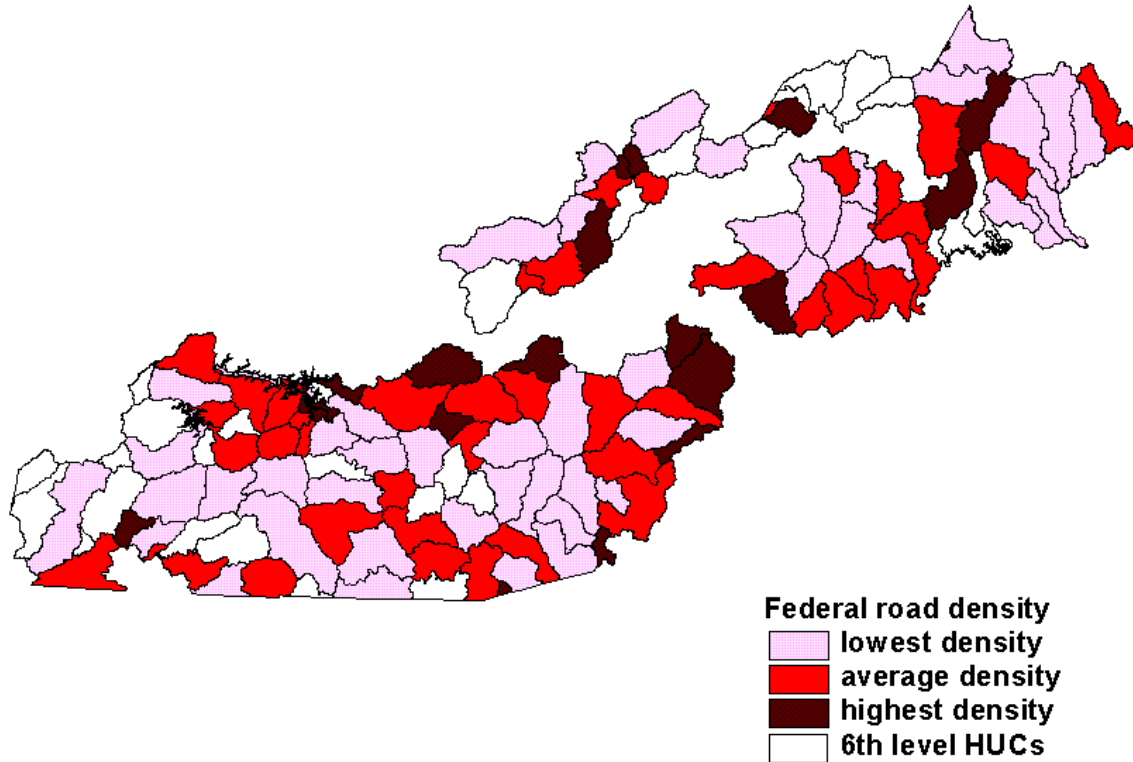 Federal road density
lowest density
average density
highest density
6th level HUCs